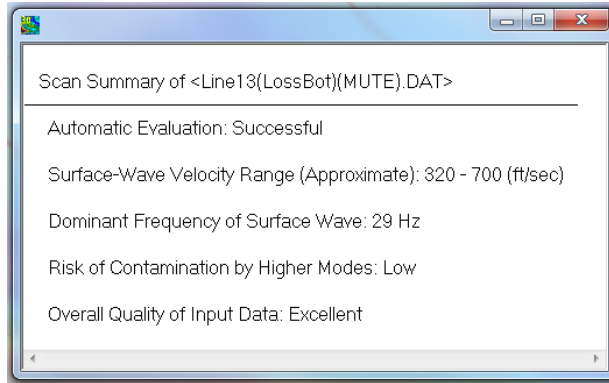 Scan Summary of <Line13(LossBot)(MUTE).DAT>
Automatic Evaluation: Successful
Surface-Wave Velocity Range (Approximate): 320 - 700 (ft/sec)
Dominant Frequency of Surface Wave: 29 Hz
Risk of Contamination by Higher Modes: Low
Overall Quality of Input Data: Excellent